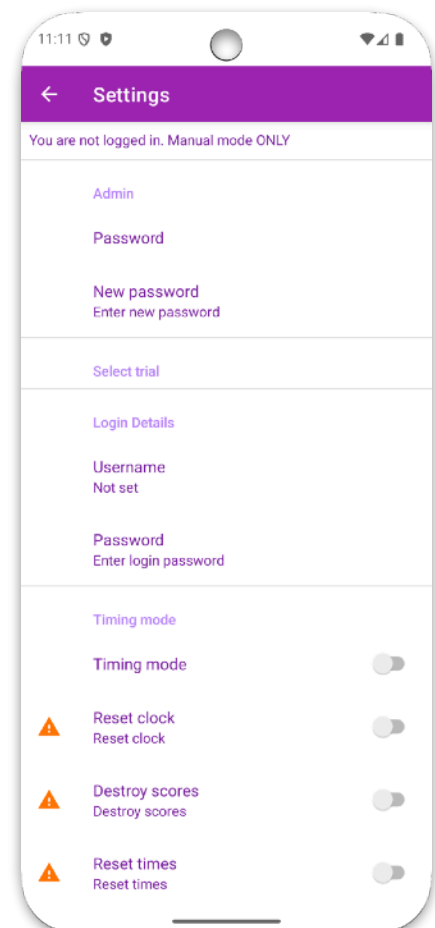 11:11
Settings
You are not logged in. Manual mode ONLY
Admin
Password
New password
Enter new password
Select trial
Login Details
Username
Not set
Password
Enter login password
Timing mode
Timing mode
Reset clock
Reset clock
Destroy scores
Destroy scores
Reset times
Reset times